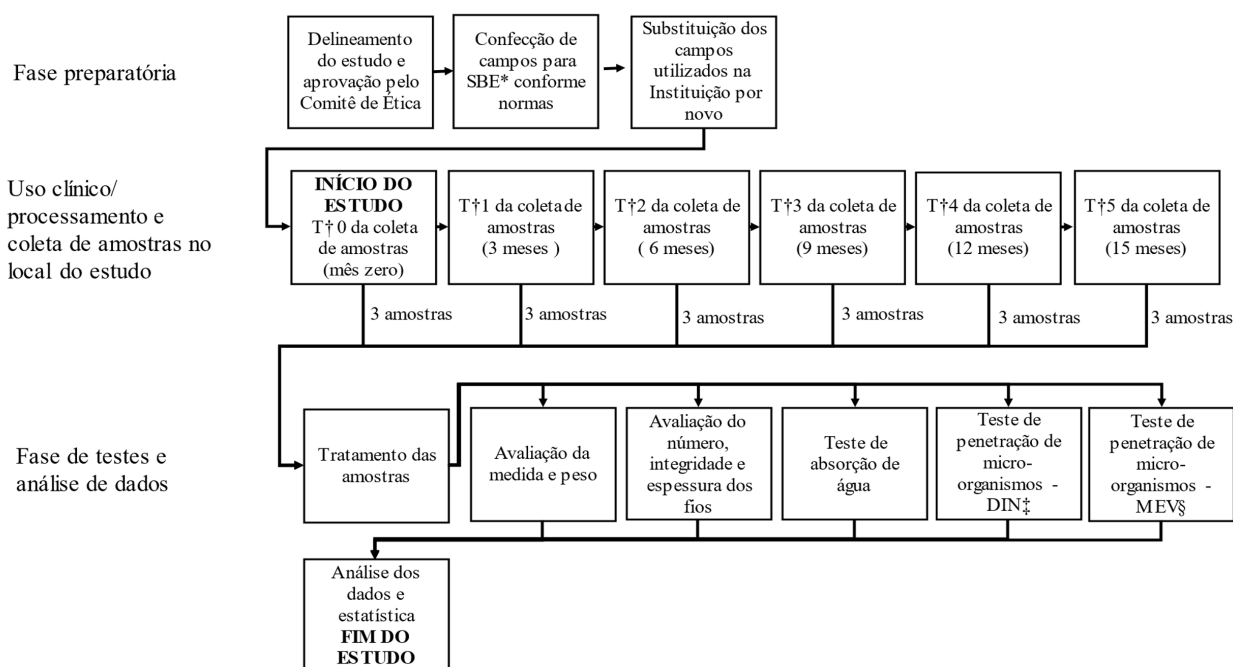 Fase preparatória
Delineamento
do estudo e
aprovação pelo
Comitê de Ética
Confecção de
campos para
SBE* conforme
normas
Substituição dos
campos
utilizados na
Instituição por
novo
Uso clínico/
processamento e
coleta de amostras no
local do estudo
INÍCIO DO
ESTUDO
T†0 da coleta
de amostras
(mês zero)
T†1 da coleta de
amostras
(3 meses )
T†2 da coleta de
amostras
( 6 meses)
T†3 da coleta de
amostras
(9 meses)
T†4 da coleta de
amostras
(12 meses)
T†5 da coleta de
amostras
(15 meses)
3 amostras
3 amostras
3 amostras
3 amostras
3 amostras
3 amostras
Fase de testes e
análise de dados
Tratamento das
amostras
Avaliação da
medida e peso
Avaliação do
número,
integridade e
espessura dos
fios
Teste de
absorção de
água
Teste de
penetração de
micro-
organismos -
DIN‡
Teste de
penetração de
micro-
organismos -
MEV§
Análise dos
dados e
estatística
FIM DO
ESTUDO